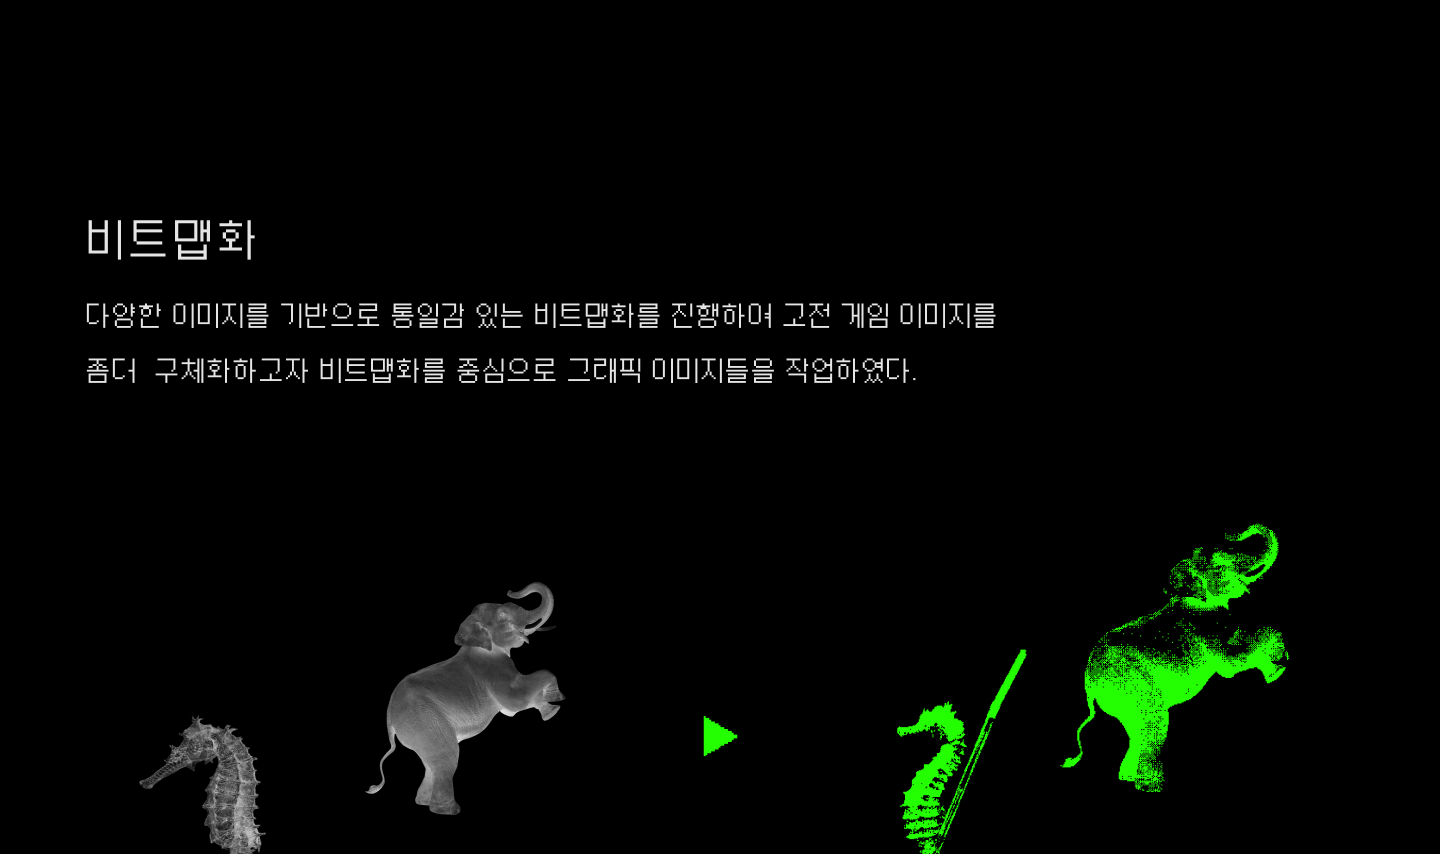 비트맵화
다양한 이미지를 기반으로 통일감 있는 비트맵화를 진행하여 고전 게임 이미지를
좀더 구체화하고자 비트맵화를 중심으로 그래픽 이미지들을 작업하였다.